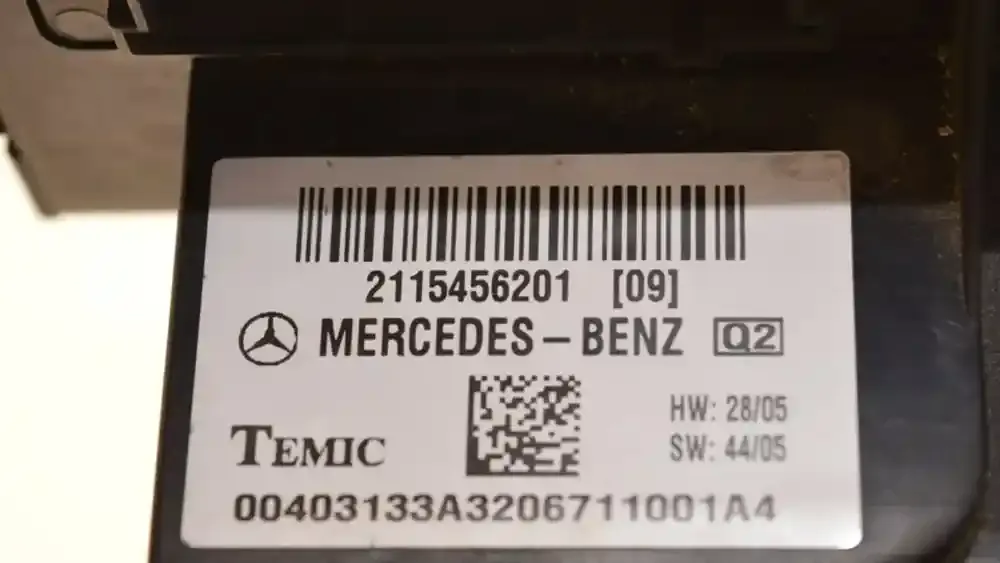 2115456201 [09]
MERCEDES-BENZ Q2
TEMIC
HW: 28/05
SW: 44/05
00403133A3206711001A4